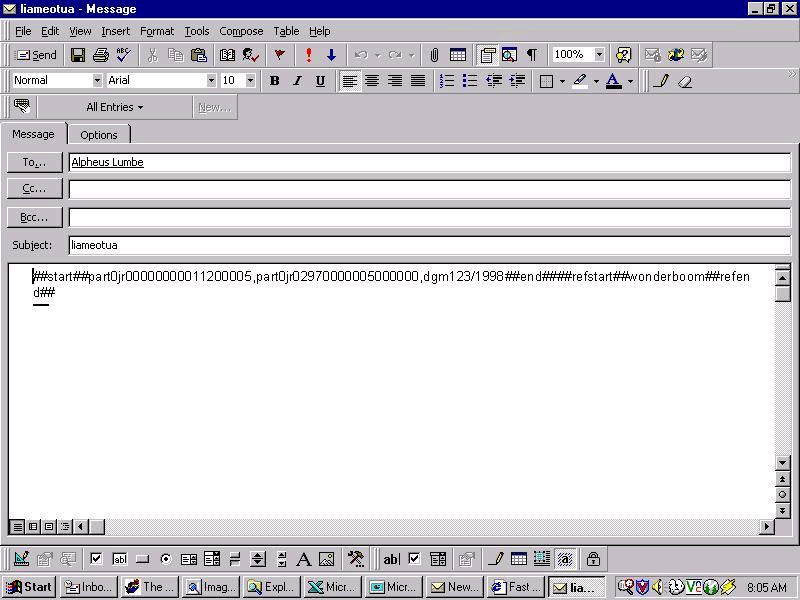 liameotua - Message
File Edit View Insert Format Tools Compose Table Help
Send 100%
Normal Arial 10 B I U A
All Entries New...
Message Options
To... Alpheus Lumbe
Cc...
Bcc...
Subject: liameotua
##start##part0jr00000000011200005,part0jr02970000005000000,dgm123/1998##end####refstart##wonderboom##refen
d##
ab| A ab| a
Start Inbo... The ... Imag... Expl... Micr... Micr... New... Fast ... lia... 8:05 AM